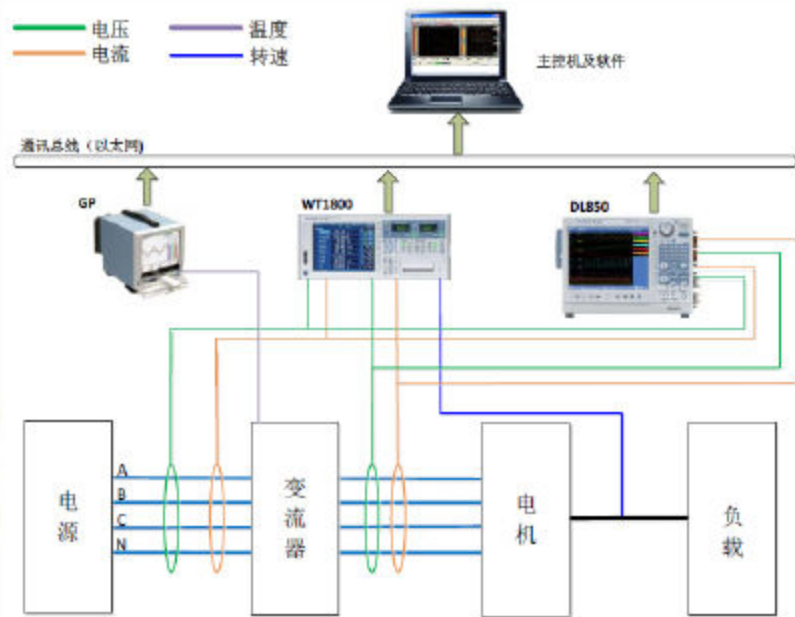 电压
温度
电流
转速
主控机及软件
通讯总线（以太网)
GP
WT1800
DL850
电源
A
B
C
N
变流器
电机
负载